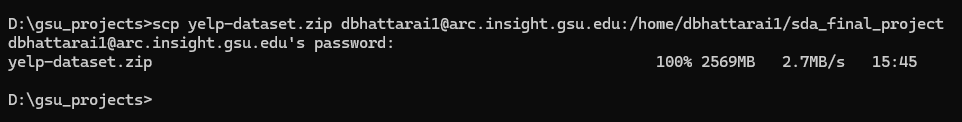 D:\gsu_projects>scp yelp-dataset.zip dbhattarai1@arc.insight.gsu.edu:/home/dbhattarai1/sda_final_project
dbhattarai1@arc.insight.gsu.edu's password:
yelp-dataset.zip 100% 2569MB 2.7MB/s 15:45
D:\gsu_projects>